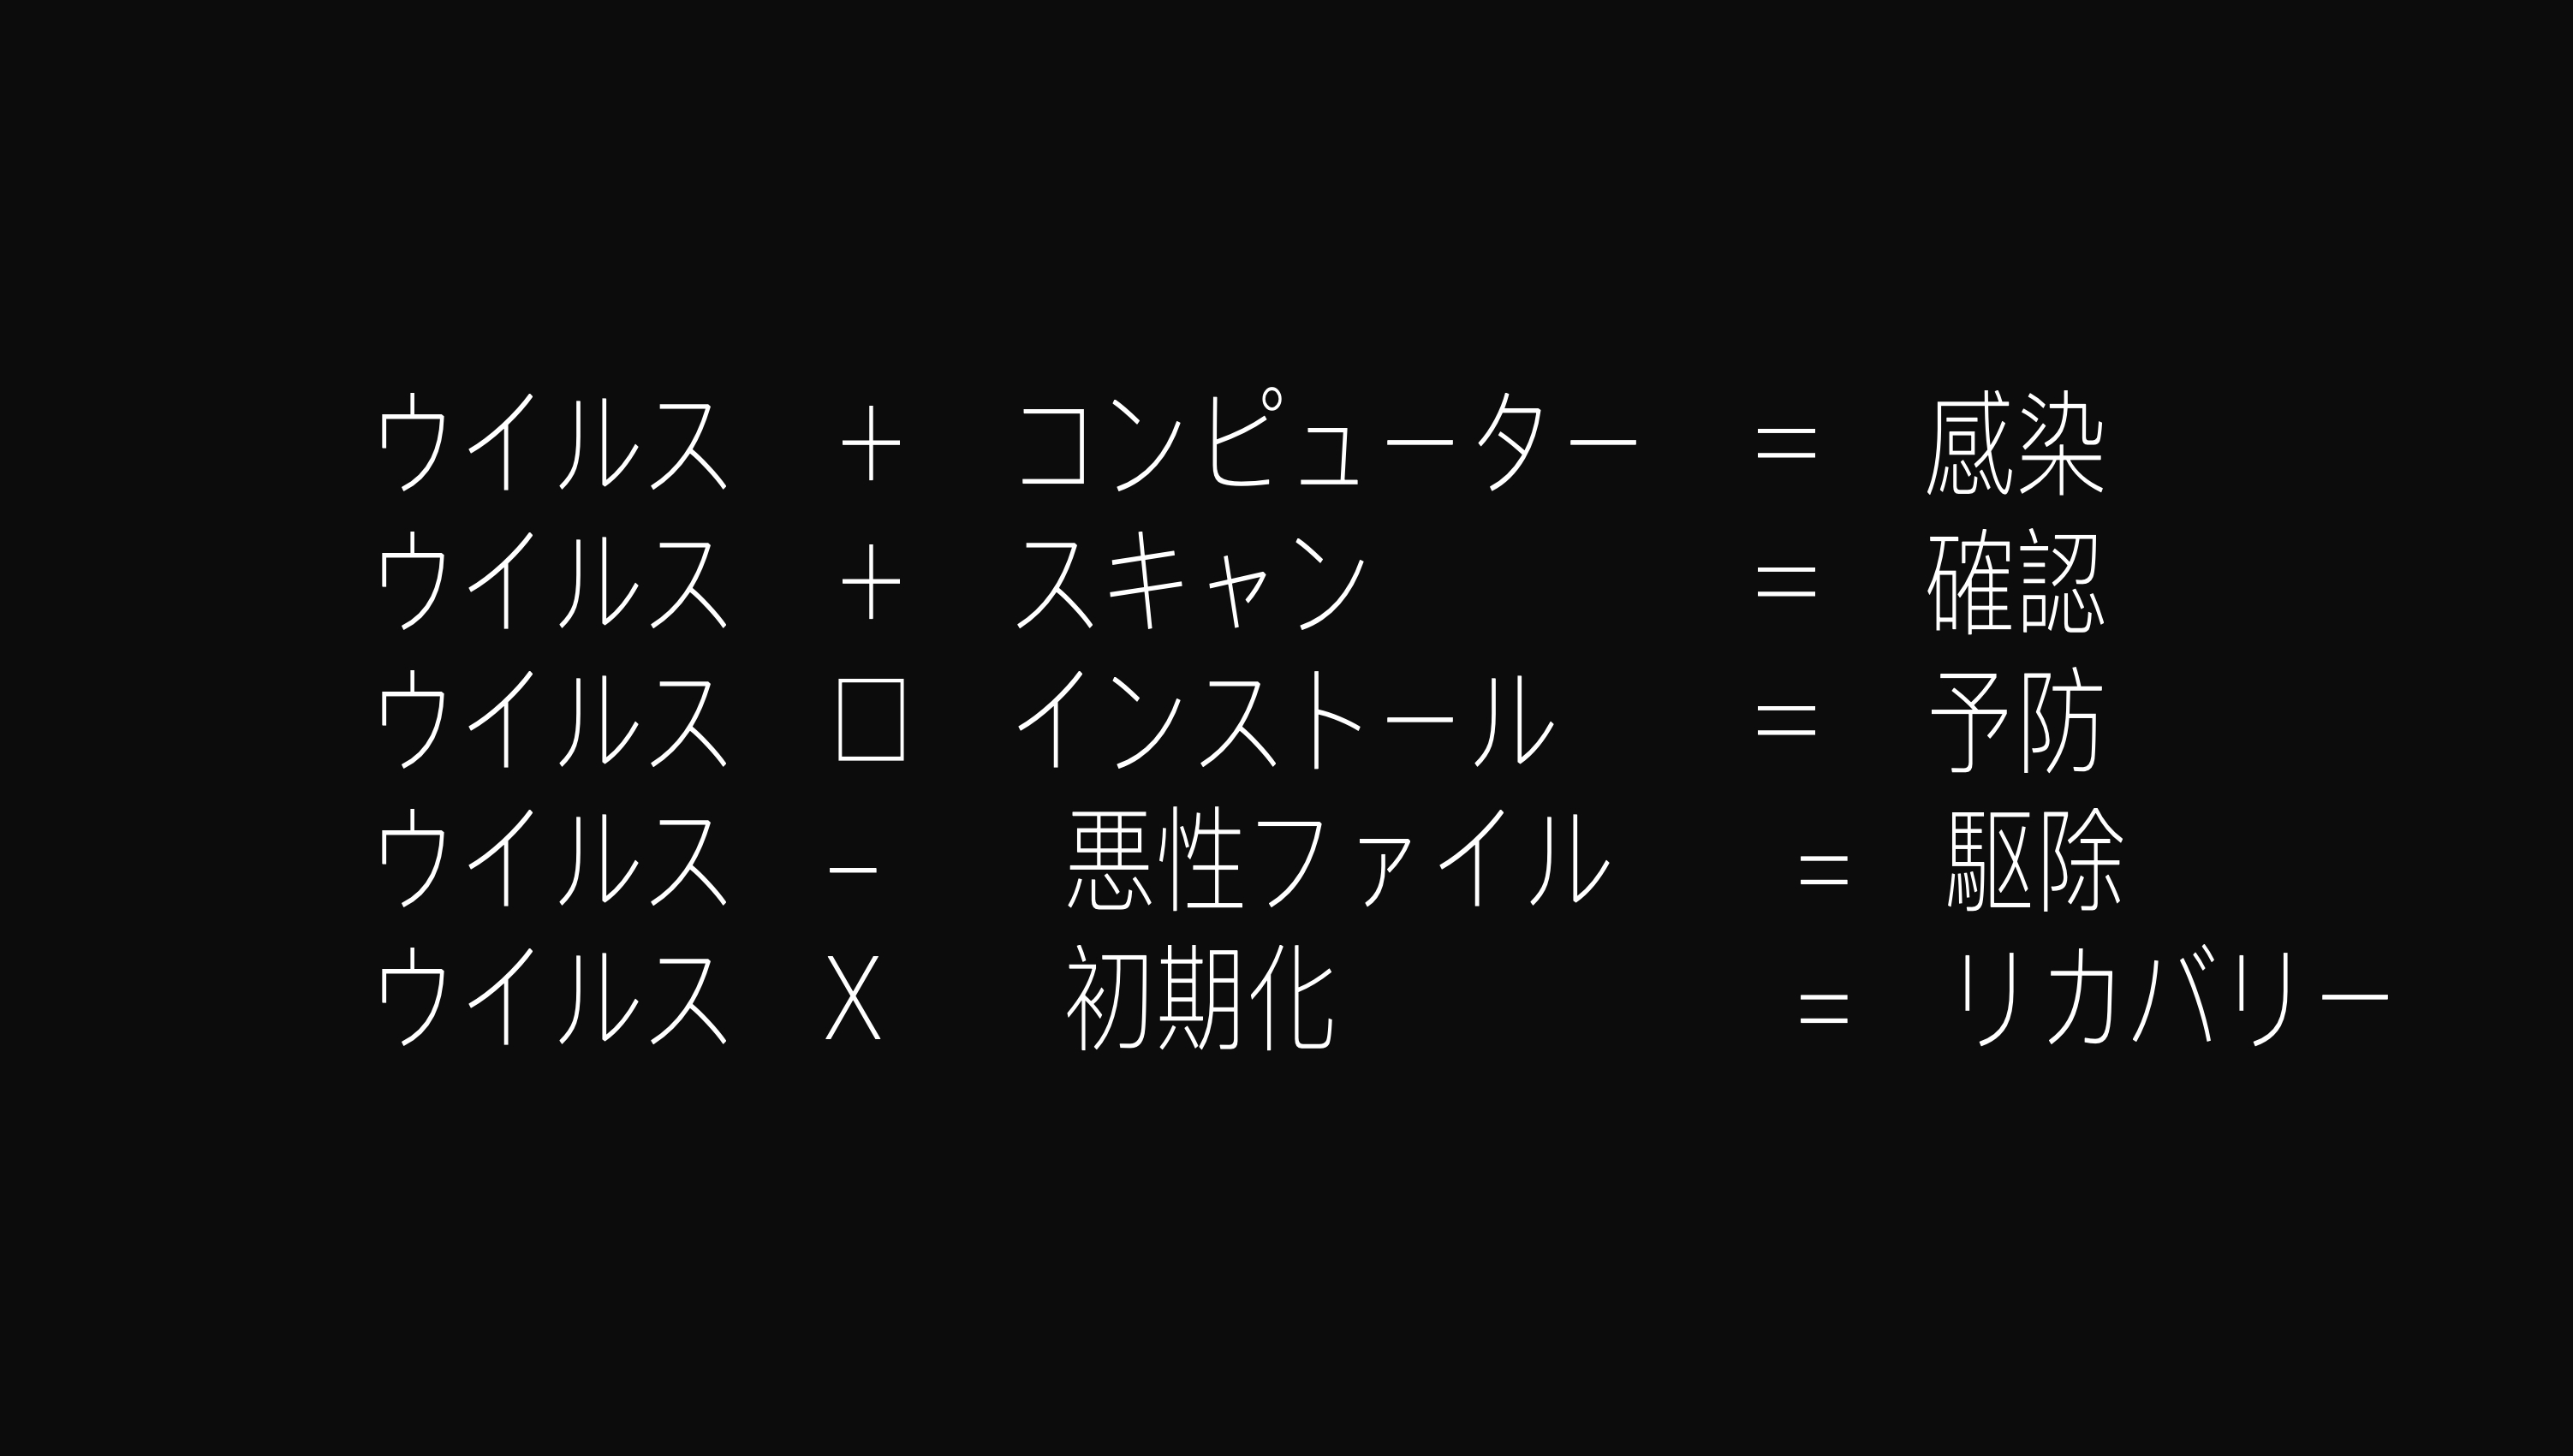 ウイルス + コンピューター = 感染
ウイルス + スキャン = 確認
ウイルス □ インストール = 予防
ウイルス – 悪性ファイル = 駆除
ウイルス X 初期化 = リカバリー